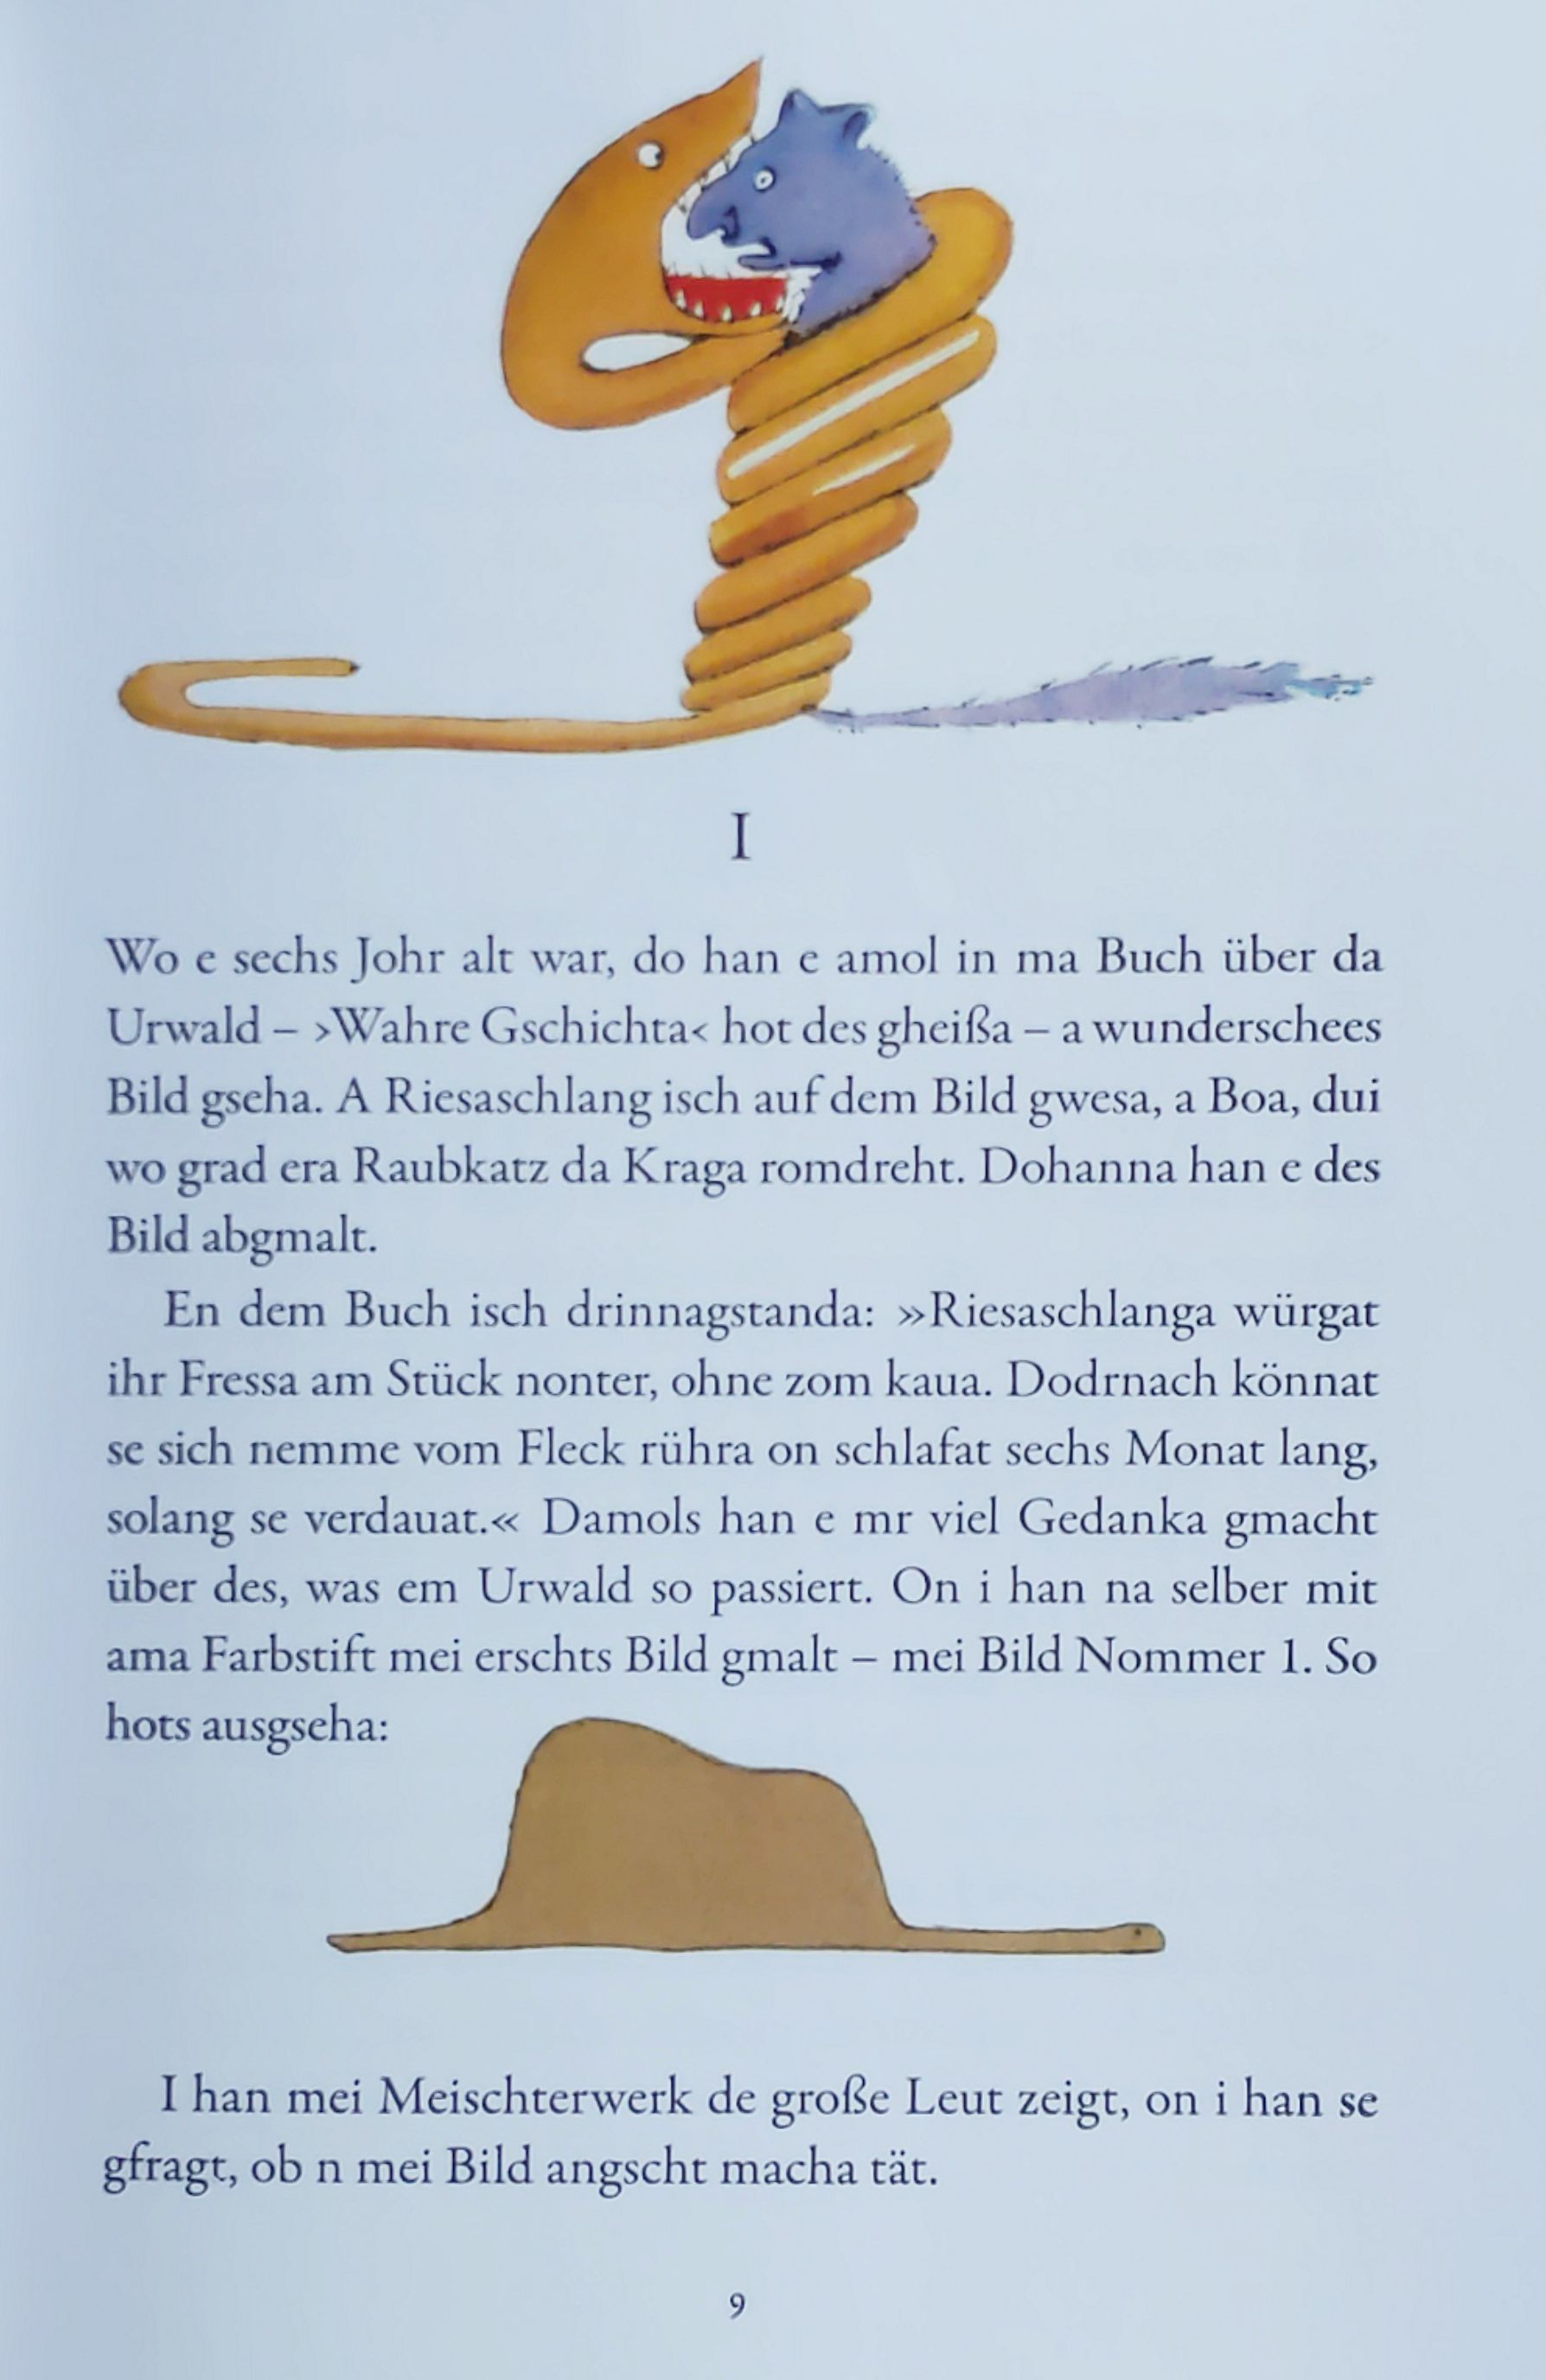 I
Wo e sechs Johr alt war, do han e amol in ma Buch über da
Urwald – ›Wahre Gschichta‹ hot des gheißa – a wunderschees
Bild gseha. A Riesaschlang isch auf dem Bild gwesa, a Boa, dui
wo grad era Raubkatz da Kraga romdreht. Dohanna han e des
Bild abgmalt.
En dem Buch isch drinnagstanda: »Riesaschlanga würgat
ihr Fressa am Stück nonter, ohne zom kaua. Dodrnach könnat
se sich nemme vom Fleck rühra on schlafat sechs Monat lang,
solang se verdauat.« Damols han e mr viel Gedanka gmacht
über des, was em Urwald so passiert. On i han na selber mit
ama Farbstift mei erschts Bild gmalt – mei Bild Nommer 1. So
hots ausgseha:
I han mei Meischterwerk de große Leut zeigt, on i han se
gfragt, ob n mei Bild angscht macha tät.
9